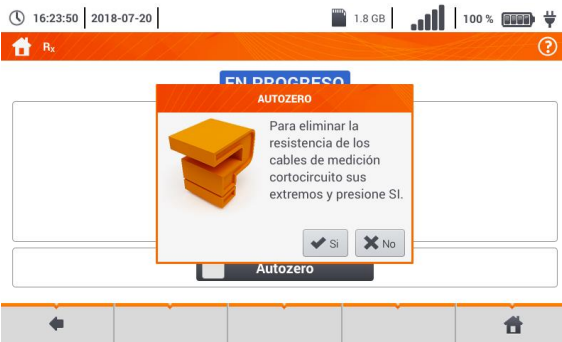 16:23:50 2018-07-20 1.8 GB 100 %
Rx ?
EN PROGRESO
AUTOZERO
Para eliminar la
resistencia de los
cables de medición
cortocircuito sus
extremos y presione SI.
Si No
Autozero